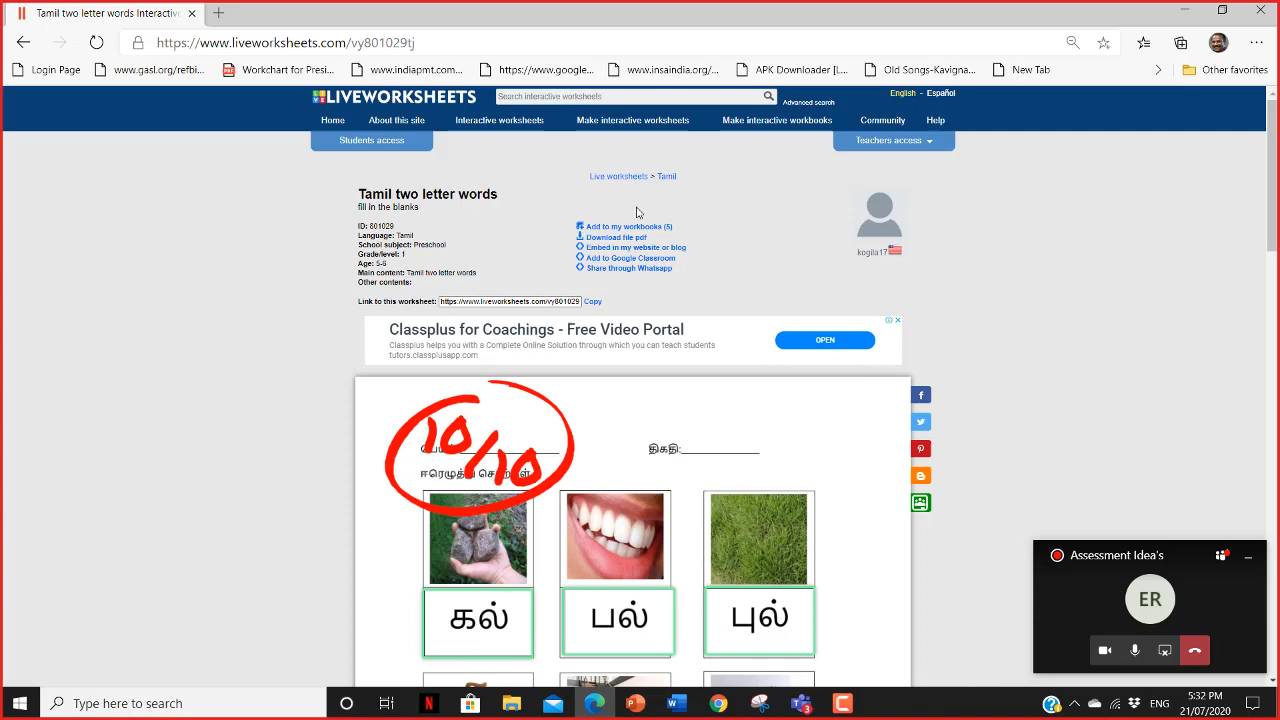 Tamil two letter words Interactiv
https://www.liveworksheets.com/vy801029tj
Login Page
www.gasl.org/refbi...
Workchart for Presi...
www.indiapmt.com...
https://www.google...
www.insaindia.org/...
APK Downloader [L...
Old Songs-Kavigna...
New Tab
Other favorites
LIVEWORKSHEETS
Search interactive worksheets
Advanced search
English - Español
Home
About this site
Interactive worksheets
Make interactive worksheets
Make interactive workbooks
Community
Help
Students access
Teachers access
Live worksheets > Tamil
Tamil two letter words
fill in the blanks
ID: 801029
Language: Tamil
School subject: Preschool
Grade/level: 1
Age: 5-6
Main content: Tamil two letter words
Other contents:
Add to my workbooks (5)
Download file pdf
Embed in my website or blog
Add to Google Classroom
Share through Whatsapp
kogila17
Link to this worksheet: https://www.liveworksheets.com/vy801029 Copy
Classplus for Coachings - Free Video Portal
Classplus helps you with a Complete Online Solution through which you can teach students
tutors.classplusapp.com
OPEN
10/10
திகதி:
கல்
பல்
புல்
Assessment Idea's
ER
Type here to search
ENG
5:32 PM
21/07/2020